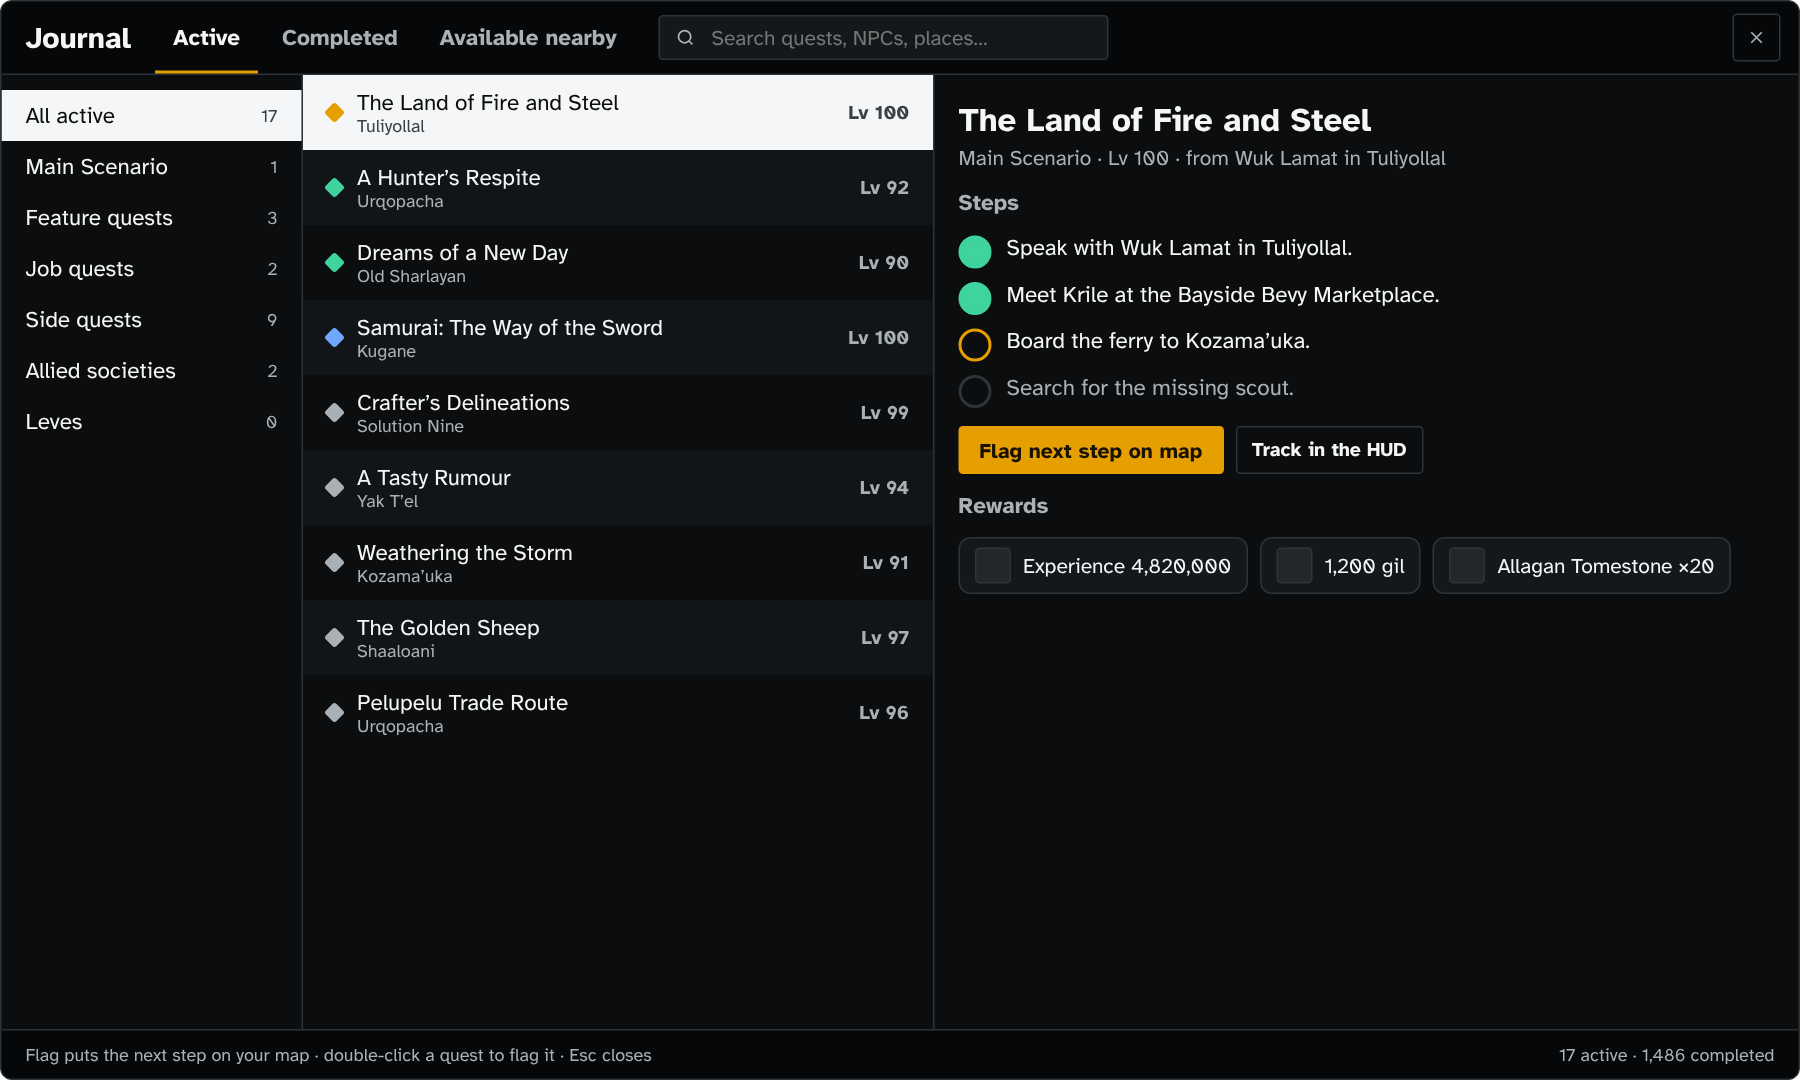 Journal
Active
Completed
Available nearby
Search quests, NPCs, places...
All active 17
Main Scenario 1
Feature quests 3
Job quests 2
Side quests 9
Allied societies 2
Leves 0
The Land of Fire and Steel
Tuliyollal
Lv 100
A Hunter’s Respite
Urqopacha
Lv 92
Dreams of a New Day
Old Sharlayan
Lv 90
Samurai: The Way of the Sword
Kugane
Lv 100
Crafter’s Delineations
Solution Nine
Lv 99
A Tasty Rumour
Yak T’el
Lv 94
Weathering the Storm
Kozama’uka
Lv 91
The Golden Sheep
Shaaloani
Lv 97
Pelupelu Trade Route
Urqopacha
Lv 96
The Land of Fire and Steel
Main Scenario · Lv 100 · from Wuk Lamat in Tuliyollal
Steps
Speak with Wuk Lamat in Tuliyollal.
Meet Krile at the Bayside Bevy Marketplace.
Board the ferry to Kozama’uka.
Search for the missing scout.
Flag next step on map
Track in the HUD
Rewards
Experience 4,820,000
1,200 gil
Allagan Tomestone ×20
Flag puts the next step on your map · double-click a quest to flag it · Esc closes
17 active · 1,486 completed